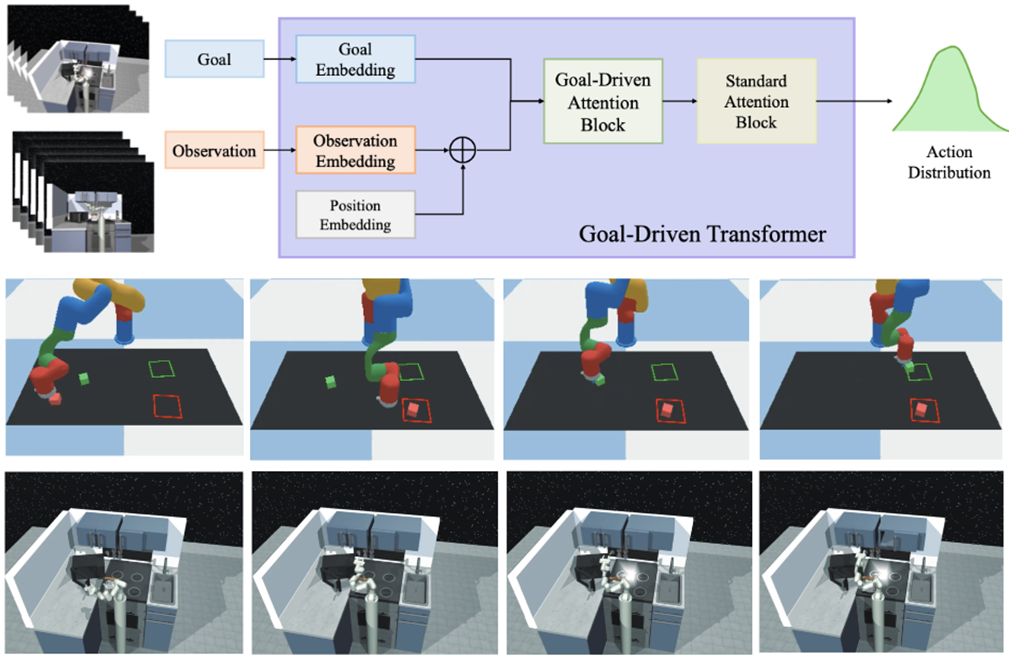 Goal
Goal
Embedding
Observation
Observation
Embedding
Position
Embedding
Goal-Driven
Attention
Block
Standard
Attention
Block
Action
Distribution
Goal-Driven Transformer